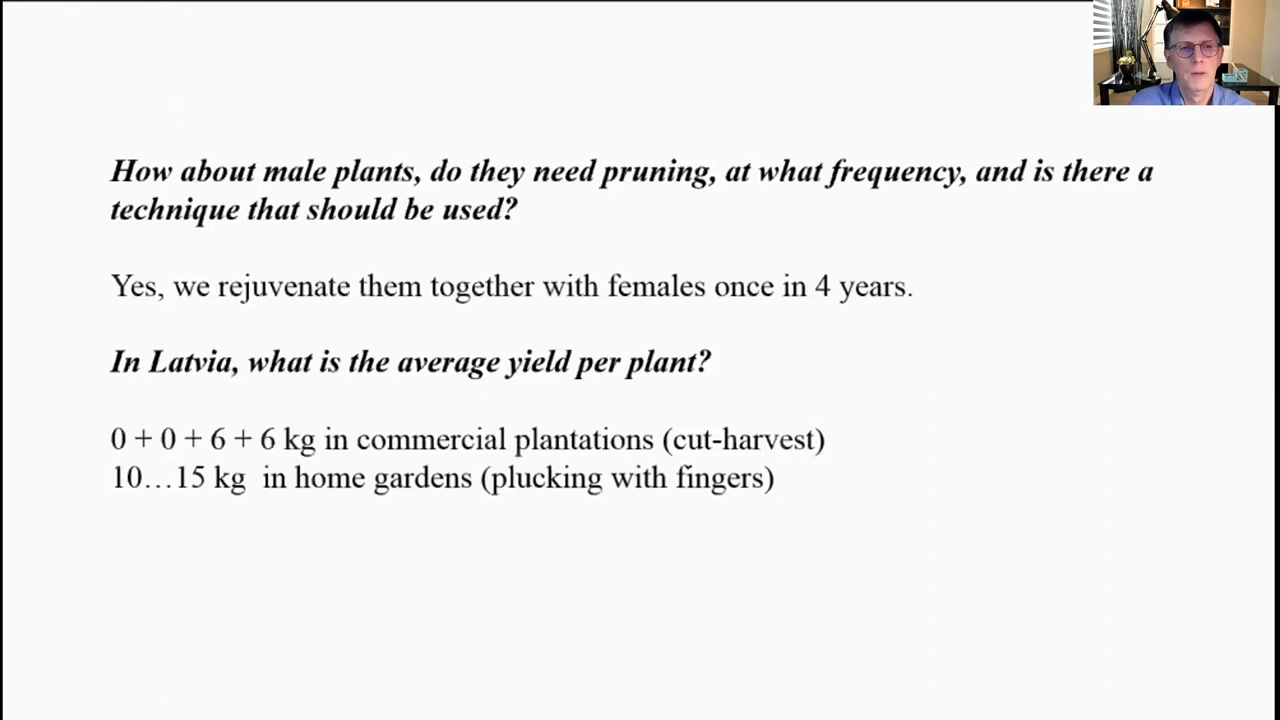 How about male plants, do they need pruning, at what frequency, and is there a
technique that should be used?
Yes, we rejuvenate them together with females once in 4 years.
In Latvia, what is the average yield per plant?
0 + 0 + 6 + 6 kg in commercial plantations (cut-harvest)
10…15 kg  in home gardens (plucking with fingers)